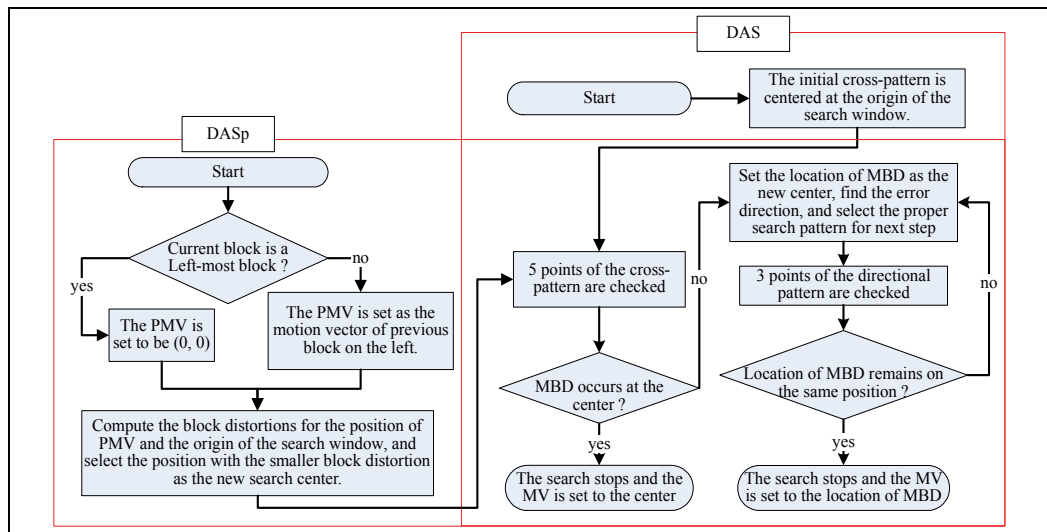 DAS
Start
The initial cross-pattern is
centered at the origin of the
search window.
DASp
Start
Current block is a
Left-most block ?
yes
no
The PMV is
set to be (0, 0)
The PMV is set as the
motion vector of previous
block on the left.
Compute the block distortions for the position of
PMV and the origin of the search window, and
select the position with the smaller block distortion
as the new search center.
5 points of the cross-
pattern are checked
MBD occurs at the
center ?
no
yes
The search stops and the
MV is set to the center
Set the location of MBD as the
new center, find the error
direction, and select the proper
search pattern for next step
3 points of the directional
pattern are checked
no
Location of MBD remains on
the same position ?
yes
The search stops and the MV
is set to the location of MBD